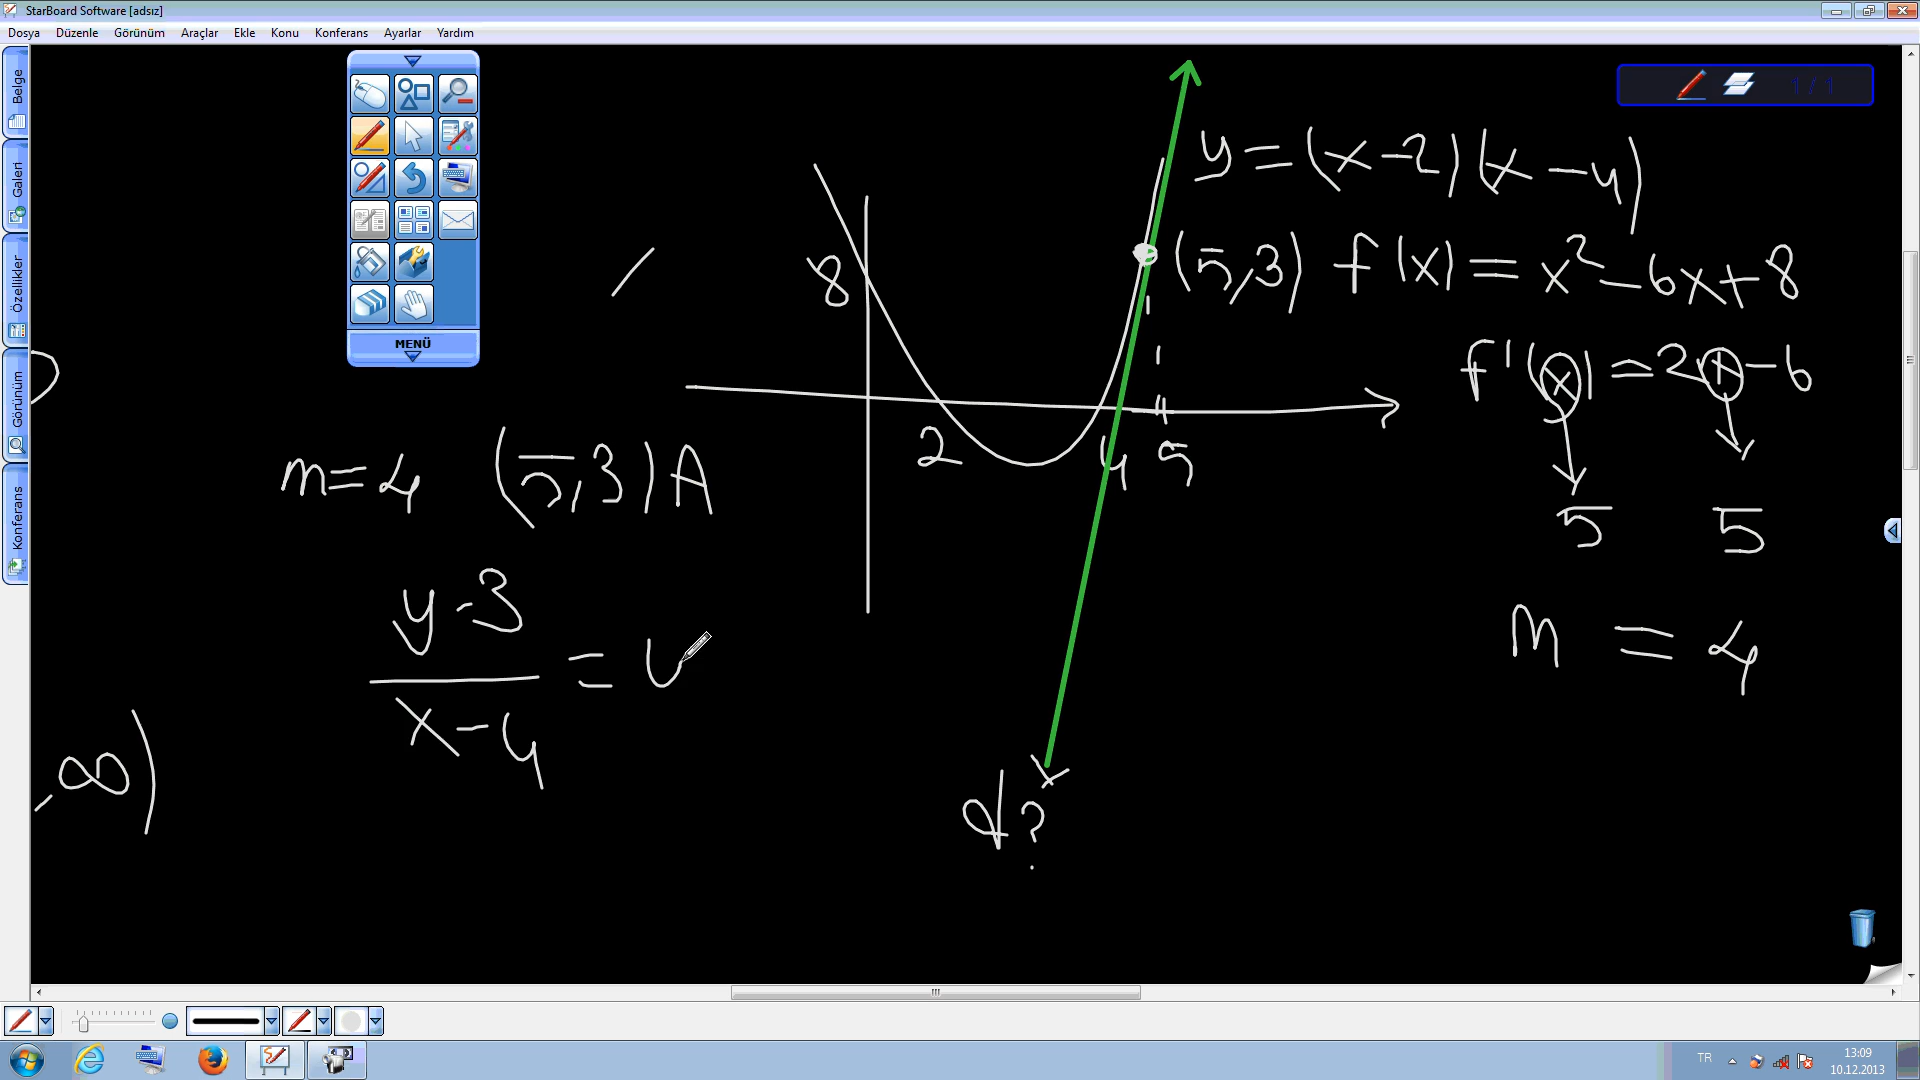 StarBoard Software [adsız]
Dosya Düzenle Görünüm Araçlar Ekle Konu Konferans Ayarlar Yardım
Belge
Galeri
Özellikler
Görünüm
Konferans
MENÜ
1 / 1
y = (x-2)(x-4)
8
(5,3) f(x) = x²-6x+8
f'(x) = 2x-6
2 4 5
m=4 (5,3) A
5 5
y-3
x-4
=
m = 4
, ∞)
d?
TR
13:09
10.12.2013